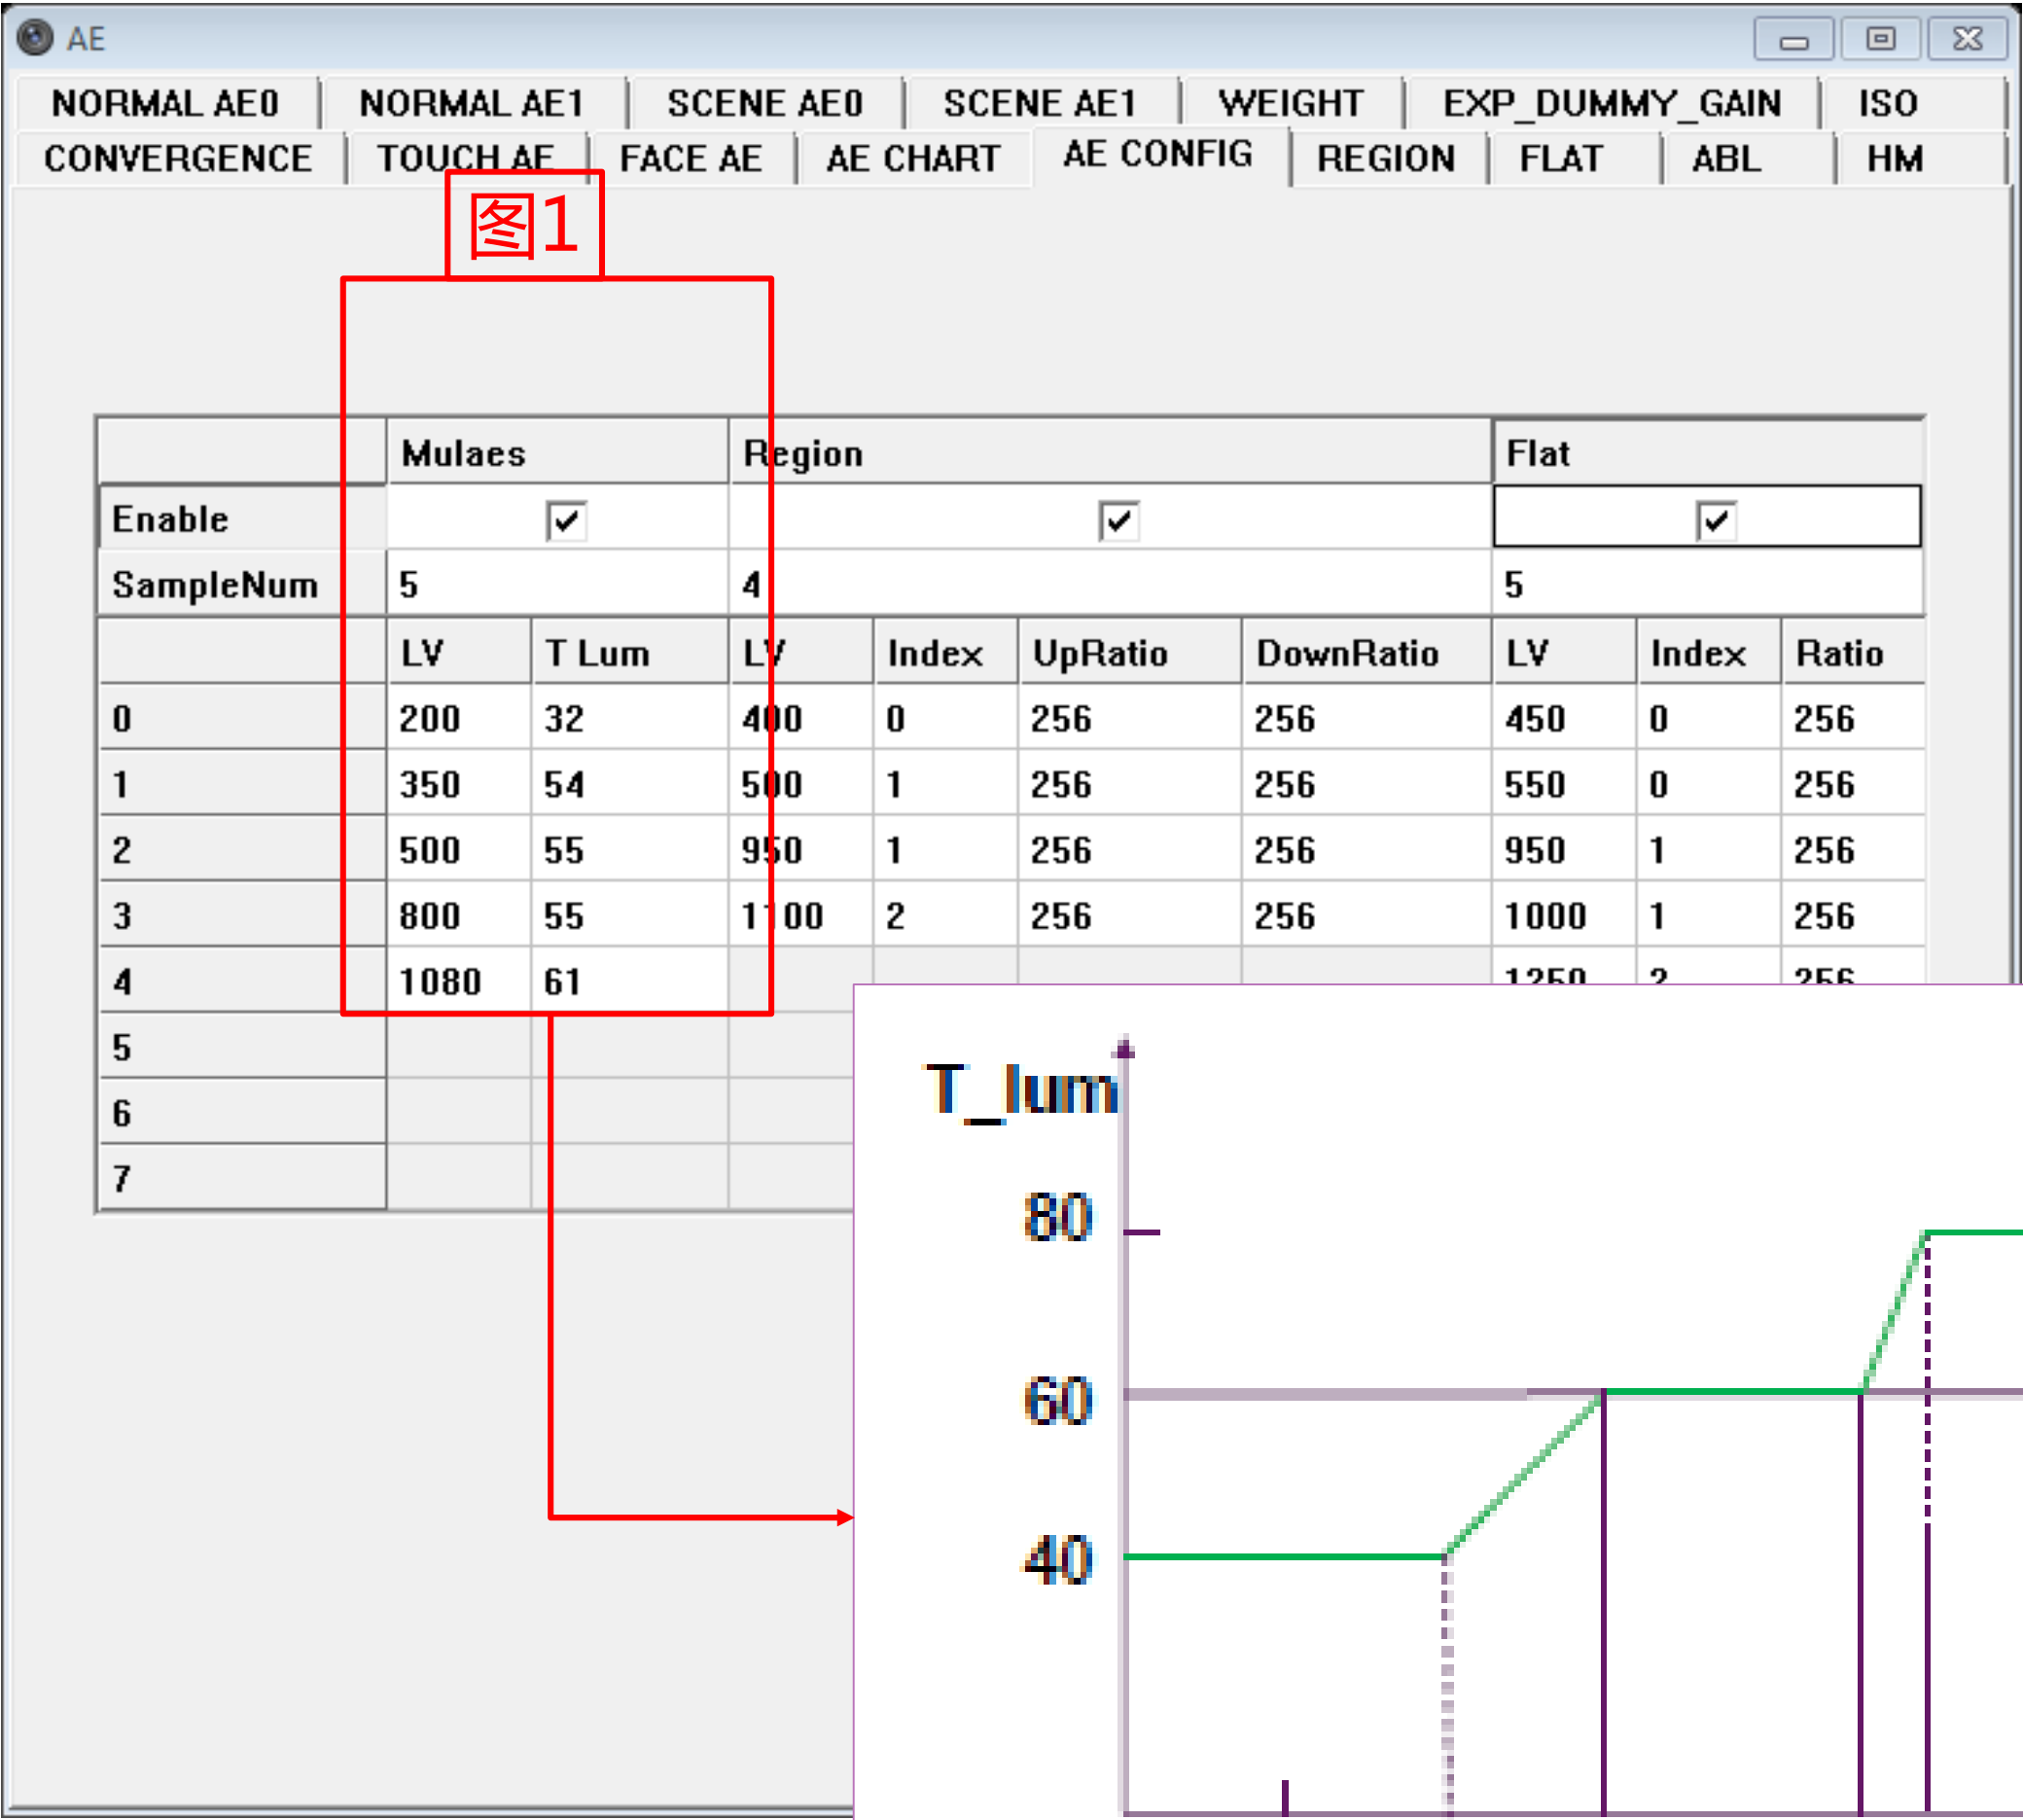 AE
NORMAL AE0 NORMAL AE1 SCENE AE0 SCENE AE1 WEIGHT EXP_DUMMY_GAIN ISO
CONVERGENCE TOUCH AE FACE AE AE CHART AE CONFIG REGION FLAT ABL HM
图1
Mulaes Region Flat
Enable
SampleNum 5 4 5
LV T Lum LV Index UpRatio DownRatio LV Index Ratio
0 200 32 400 0 256 256 450 0 256
1 350 54 500 1 256 256 550 0 256
2 500 55 950 1 256 256 950 1 256
3 800 55 1100 2 256 256 1000 1 256
4 1080 61 1250 2 256
5
6
7
T_lum
80
60
40